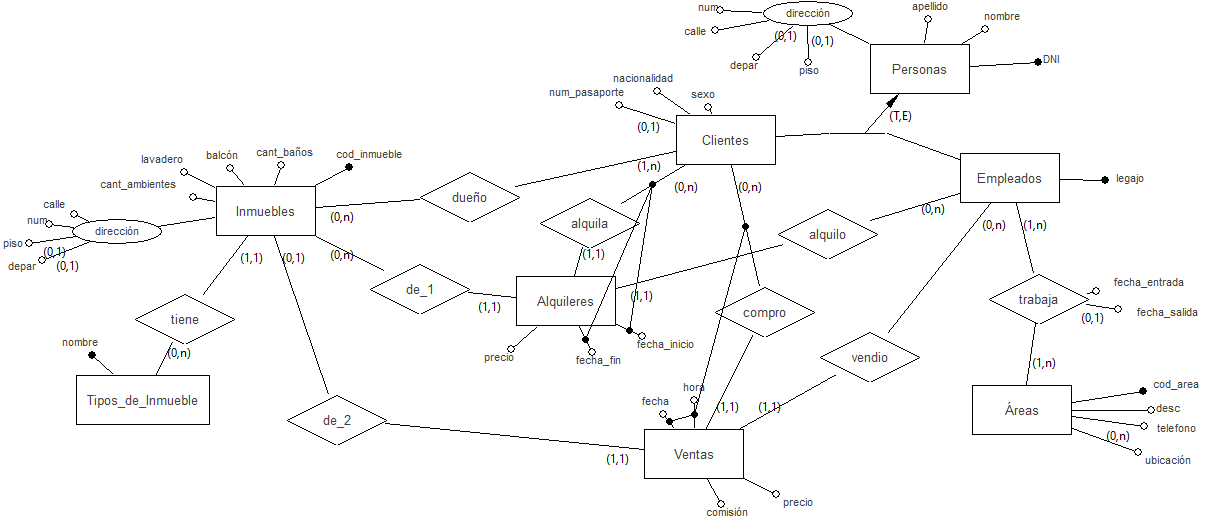 num
dirección
apellido
nombre
calle
(0,1)
(0,1)
depar
piso
Personas
DNI
nacionalidad
num_pasaporte
sexo
(T,E)
(0,1)
Clientes
cant_baños
balcón
cod_inmueble
lavadero
cant_ambientes
(1,n)
(0,n)
(0,n)
Empleados
legajo
dueño
Inmuebles
(0,n)
calle
num
dirección
piso
(0,1)
depar
(0,1)
alquila
alquilo
(0,n)
(0,n)
(1,n)
(1,1)
(0,1)
(0,n)
(1,1)
de_1
(1,1)
Alquileres
(1,1)
trabaja
fecha_entrada
fecha_salida
(0,1)
tiene
compro
nombre
(0,n)
precio
fecha_fin
fecha_inicio
vendio
(1,n)
Tipos_de_Inmueble
de_2
hora
fecha
(1,1)
(1,1)
Áreas
cod_area
desc
telefono
(0,n)
ubicación
(1,1)
Ventas
comisión
precio